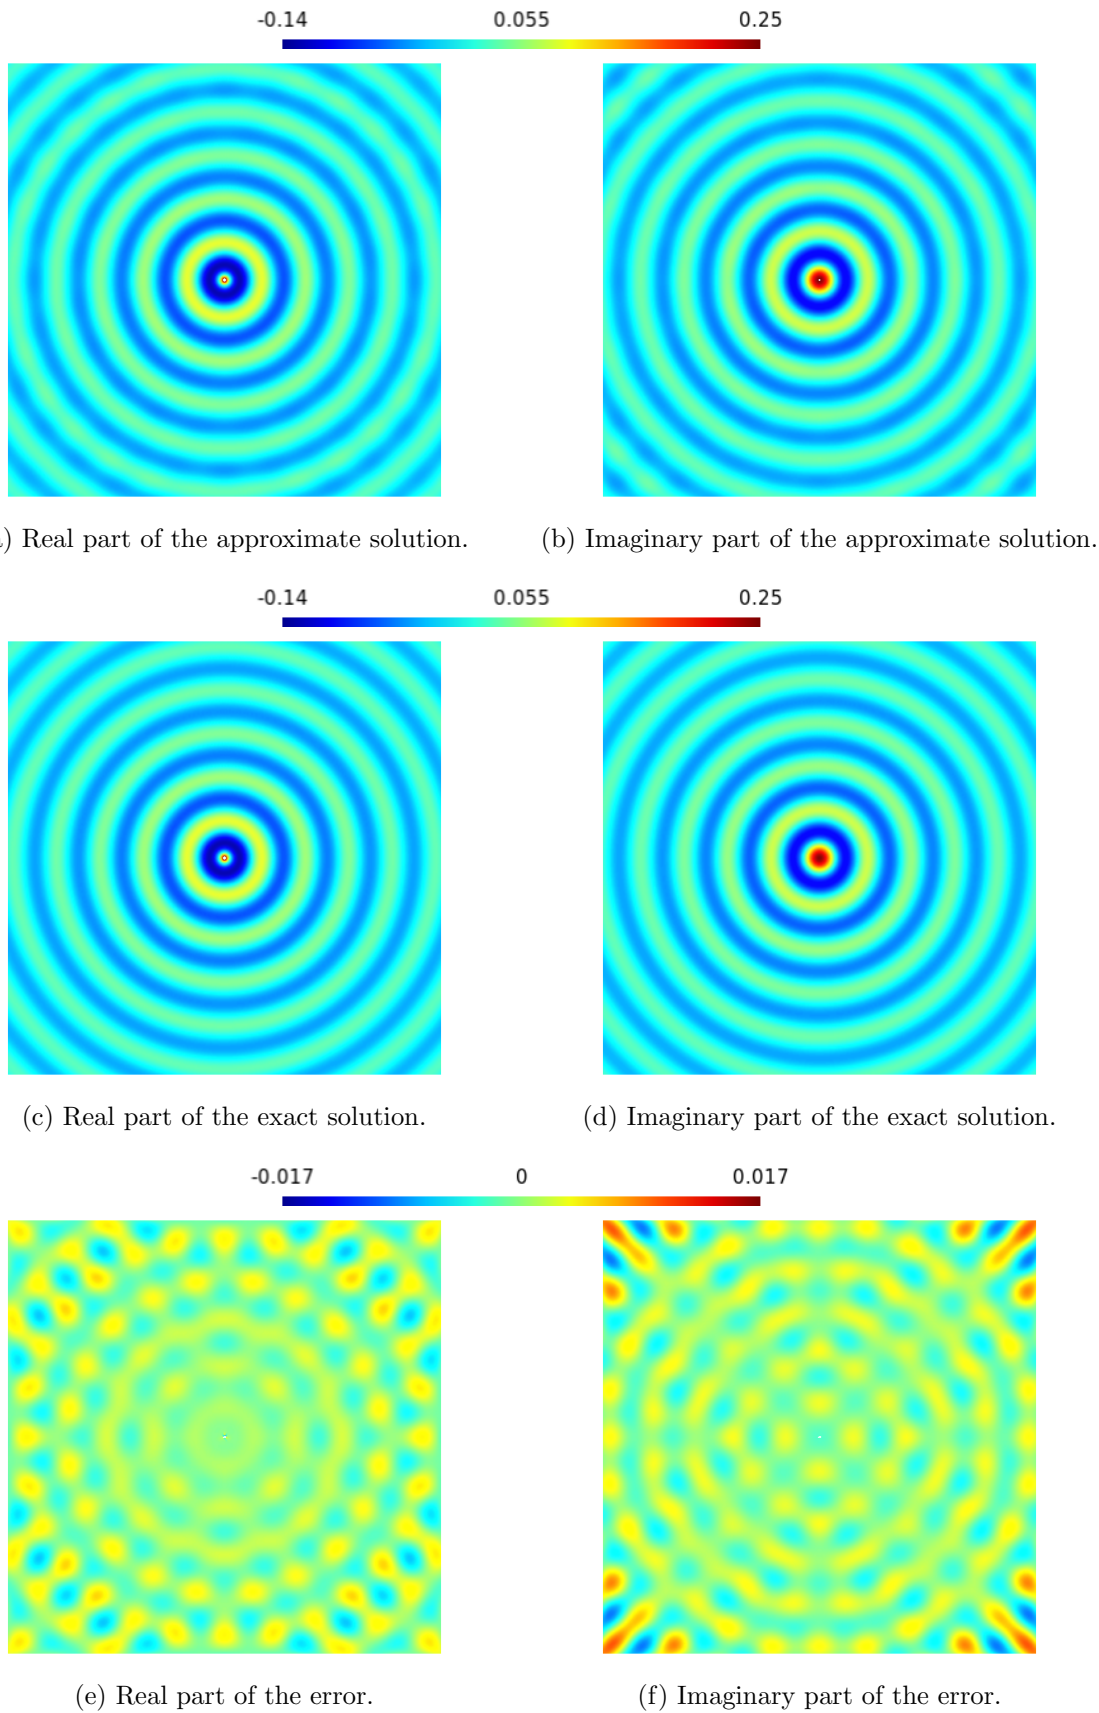 -0.14 0.055 0.25
) Real part of the approximate solution. (b) Imaginary part of the approximate solution.
-0.14 0.055 0.25
(c) Real part of the exact solution. (d) Imaginary part of the exact solution.
-0.017 0 0.017
(e) Real part of the error. (f) Imaginary part of the error.